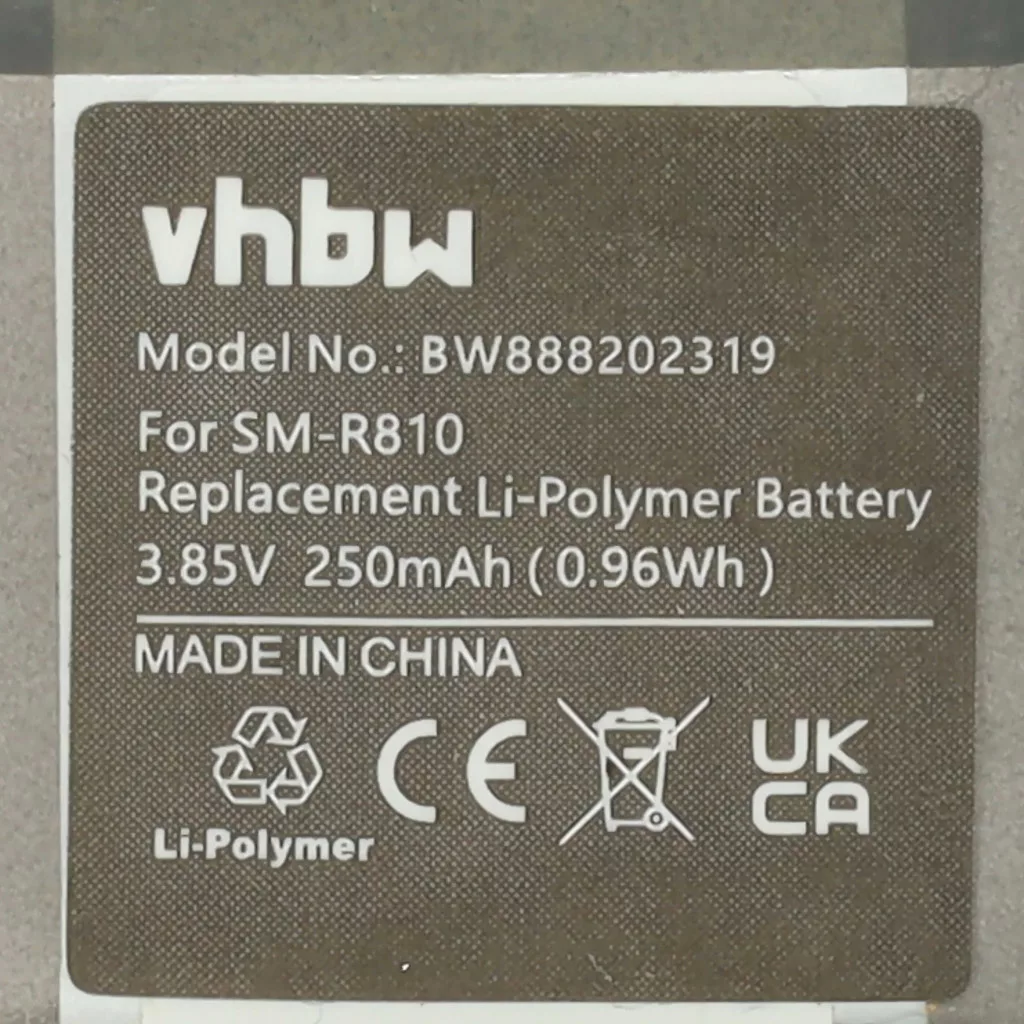 vhbw
Model No.: BW888202319
For SM-R810
Replacement Li-Polymer Battery
3.85V 250mAh ( 0.96Wh )
MADE IN CHINA
CE
UK
CA
Li-Polymer